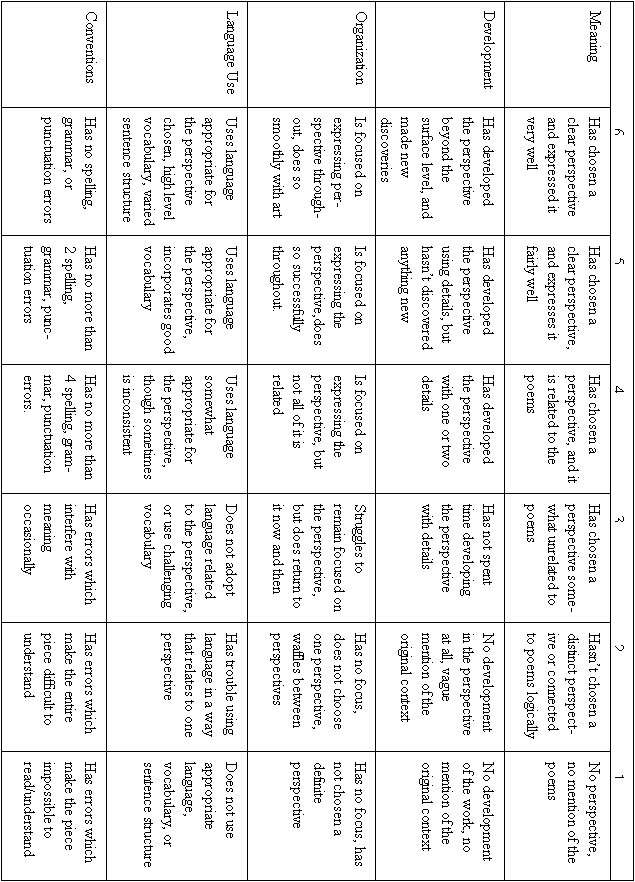 6
5
4
3
2
1
Meaning
Has chosen a
clear perspective
and expressed it
very well
Has chosen a
clear perspective,
and expresses it
fairly well
Has chosen a
perspective, and it
is related to the
poems
Has chosen a
perspective some-
what unrelated to
poems
Hasn't chosen a
distinct perspect-
ive or connected
to poems logically
No perspective,
no mention of the
poems
Development
Has developed
the perspective
beyond the
surface level, and
made new
discoveries
Has developed
the perspective
using details, but
hasn't discovered
anything new
Has developed
the perspective
with one or two
details
Has not spent
time developing
the perspective
with details
No development
in the perspective
at all, vague
mention of the
original context
No development
of the work, no
mention of the
original context
Organization
Is focused on
expressing per-
spective through-
out, does so
smoothly with art
Is focused on
expressing the
perspective, does
so successfully
throughout.
Is focused on
expressing the
perspective, but
not all of it is
related
Struggles to
remain focused on
the perspective,
but does return to
it now and then
Has no focus,
does not choose
one perspective,
waffles between
perspectives
Has no focus, has
not chosen a
definite
perspective
Language Use
Uses language
appropriate for
the perspective
chosen, high level
vocabulary, varied
sentence structure
Uses language
appropriate for
the perspective,
incorporates good
vocabulary
Uses language
somewhat
appropriate for
the perspective,
though sometimes
is inconsistent
Does not adopt
language related
to the perspective,
or use challenging
vocabulary
Has trouble using
language in a way
that relates to one
perspective
Does not use
appropriate
language,
vocabulary, or
sentence structure
Conventions
Has no spelling,
grammar, or
punctuation errors
Has no more than
2 spelling,
grammar, punc-
tuation errors
Has no more than
4 spelling, gram-
mar, punctuation
errors.
Has errors which
interfere with
meaning
occasionally
Has errors which
make the entire
piece difficult to
understand
Has errors which
make the piece
impossible to
read/understand